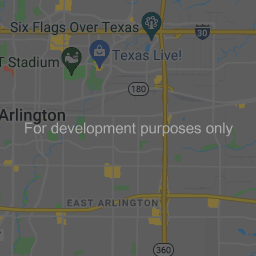 Six Flags Over Texas
30
Texas Live!
T Stadium
180
Arlington
For development purposes only
EAST ARLINGTON
360